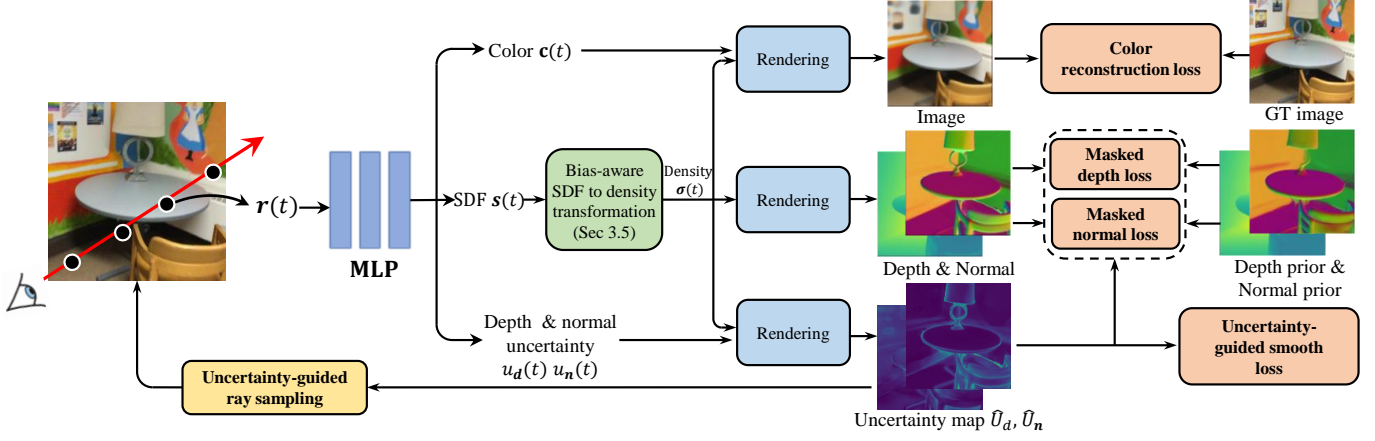 Color c(t)
Rendering
Image
Color
reconstruction loss
GT image
r(t)
MLP
SDF s(t)
Bias-aware
SDF to density
transformation
(Sec 3.5)
Density
σ(t)
Rendering
Depth & Normal
Masked
depth loss
Masked
normal loss
Depth prior &
Normal prior
Depth & normal
uncertainty
u_d(t) u_n(t)
Rendering
Uncertainty map Û_d, Û_n
Uncertainty-
guided smooth
loss
Uncertainty-guided
ray sampling